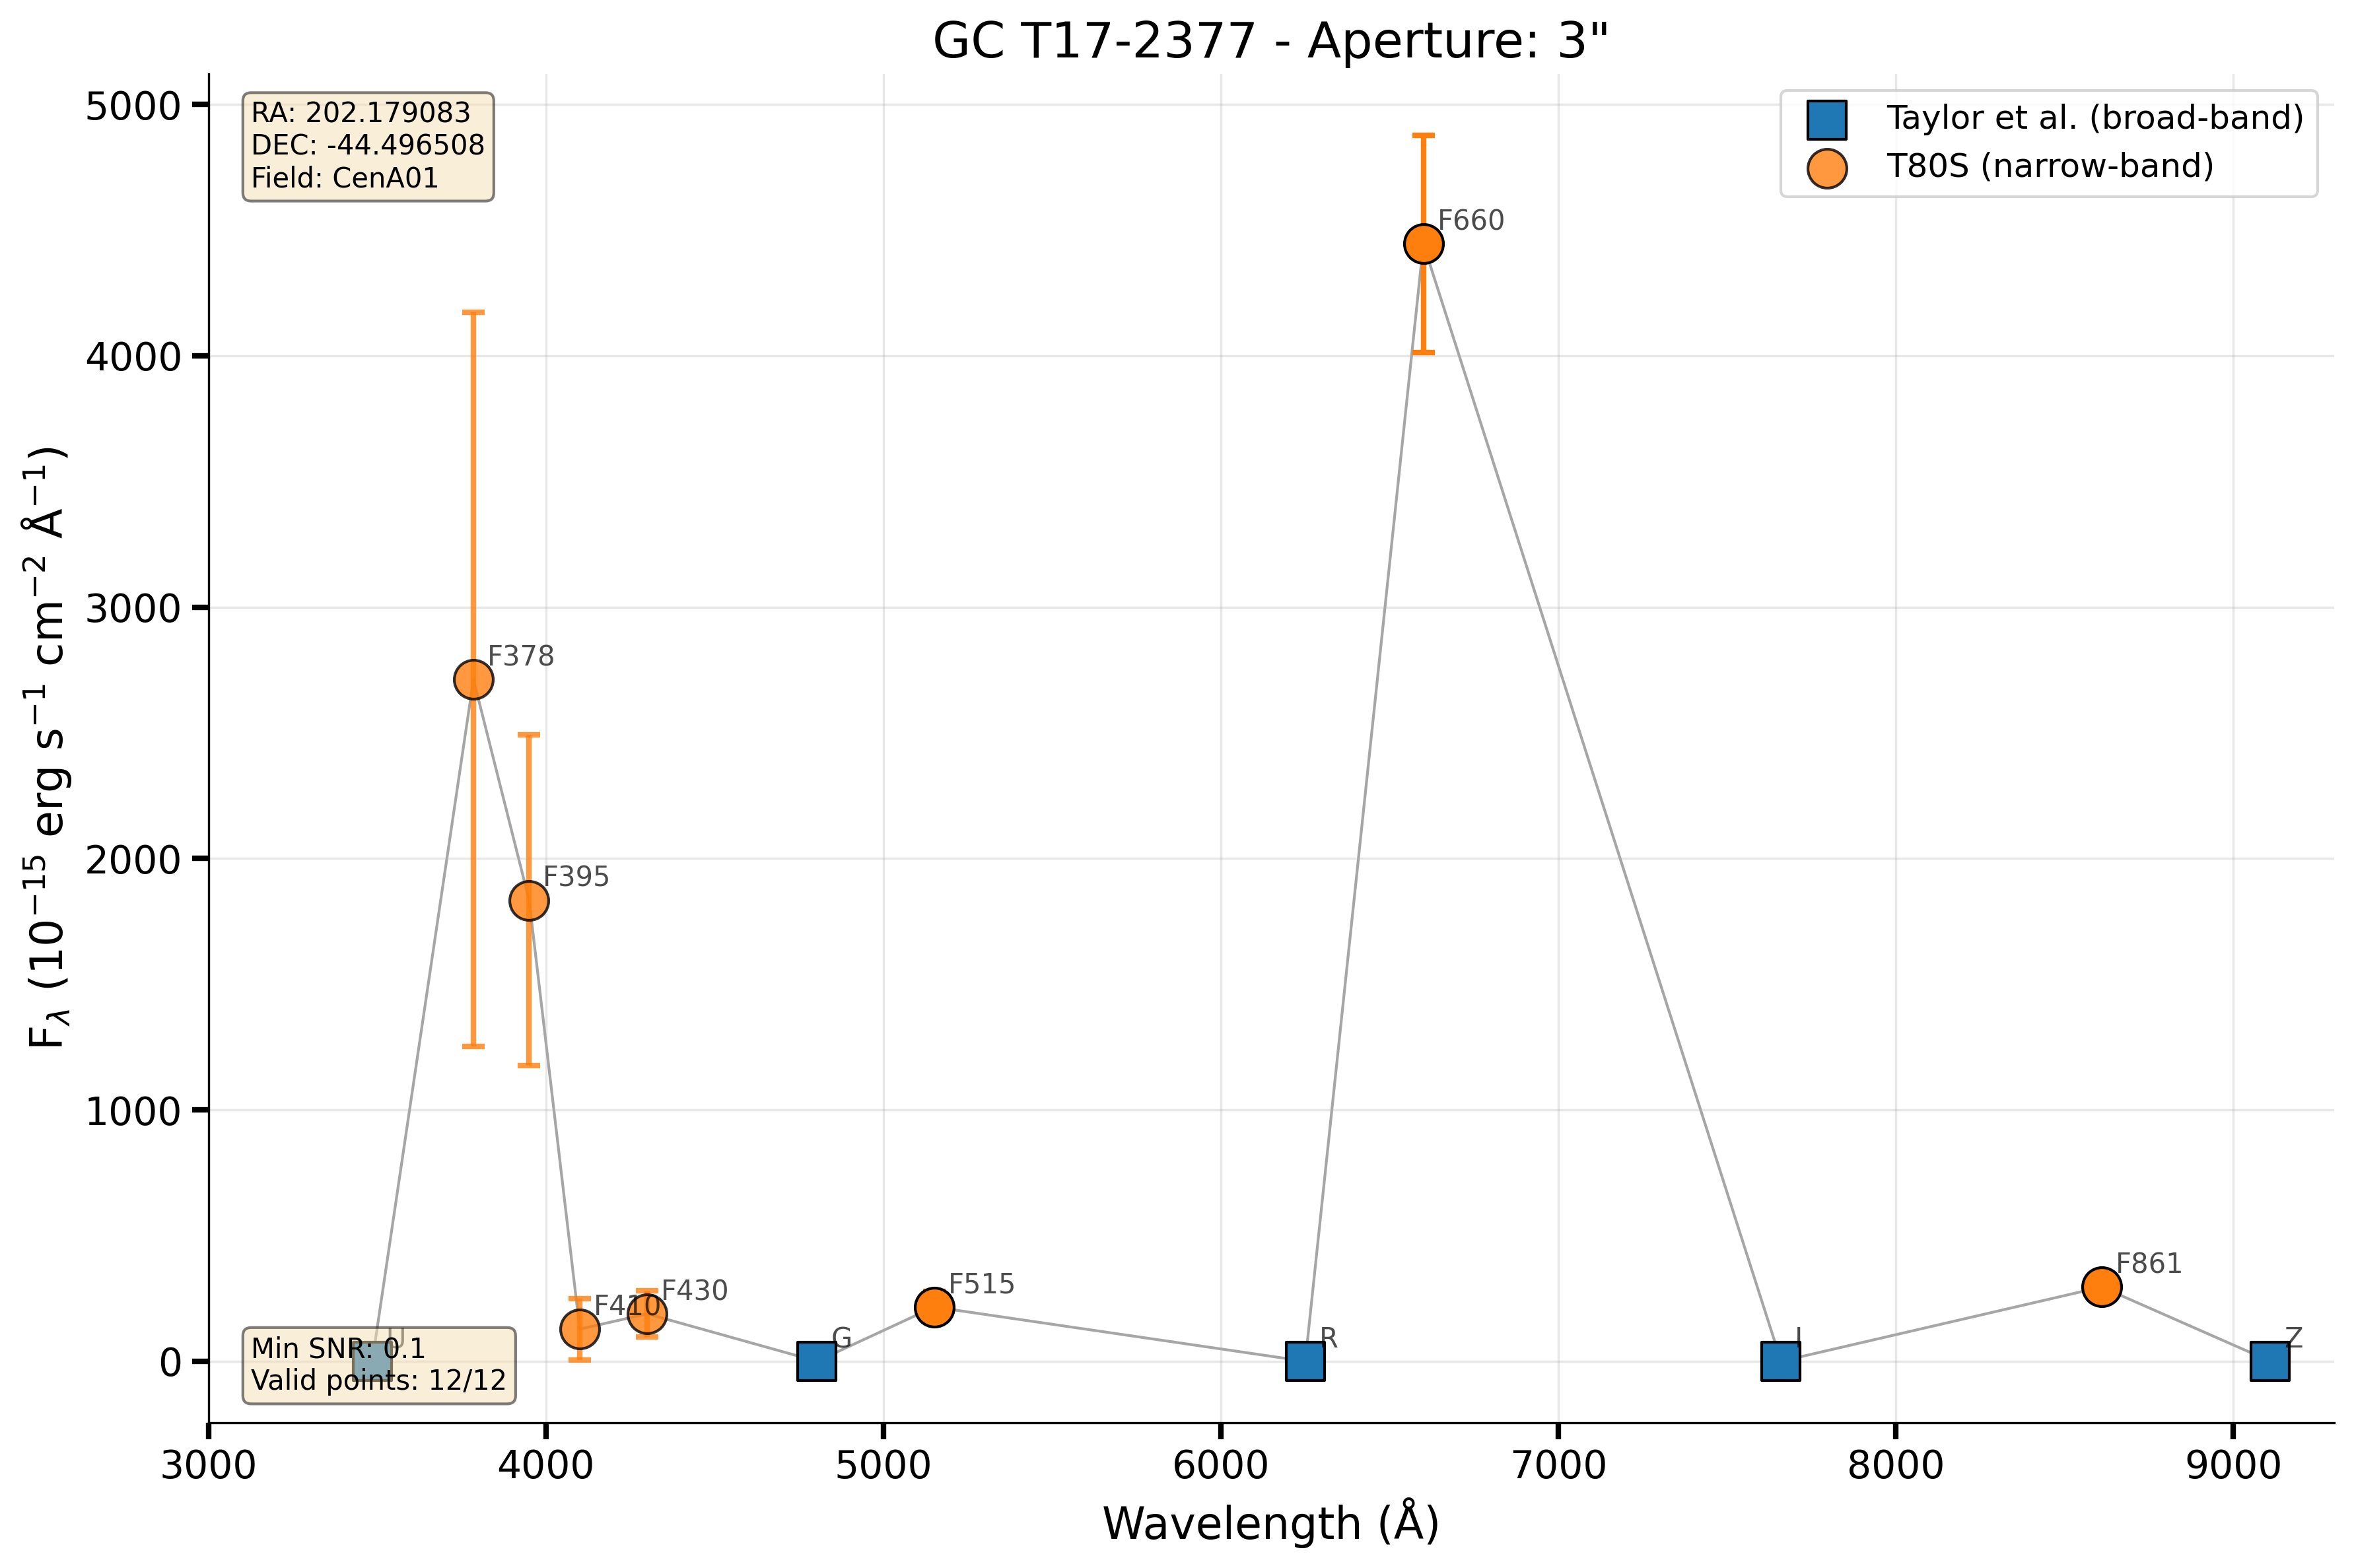 GC T17-2377 - Aperture: 3"
RA: 202.179083
DEC: -44.496508
Field: CenA01
Taylor et al. (broad-band)
T80S (narrow-band)
F660
F378
F395
F410
F430
F515
F861
U
G
R
I
Z
Min SNR: 0.1
Valid points: 12/12
5000
4000
3000
2000
1000
0
3000 4000 5000 6000 7000 8000 9000
Wavelength (Å)
F_λ (10⁻¹⁵ erg s⁻¹ cm⁻² Å⁻¹)